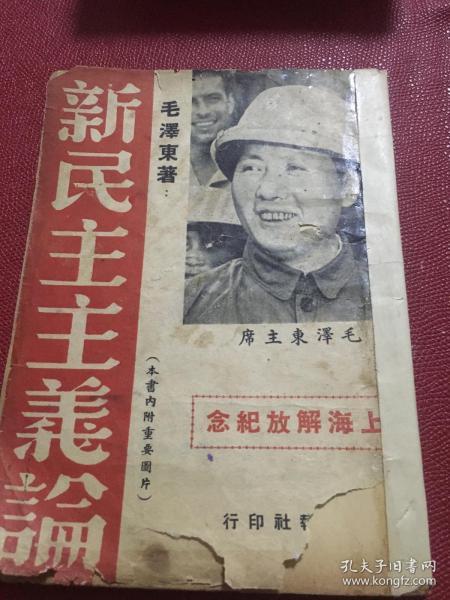 新民主主義論
毛澤東著：
毛澤東主席
（本書內附重要圖片）
上海解放紀念
社印行
孔夫子旧书网
www.kongfz.com